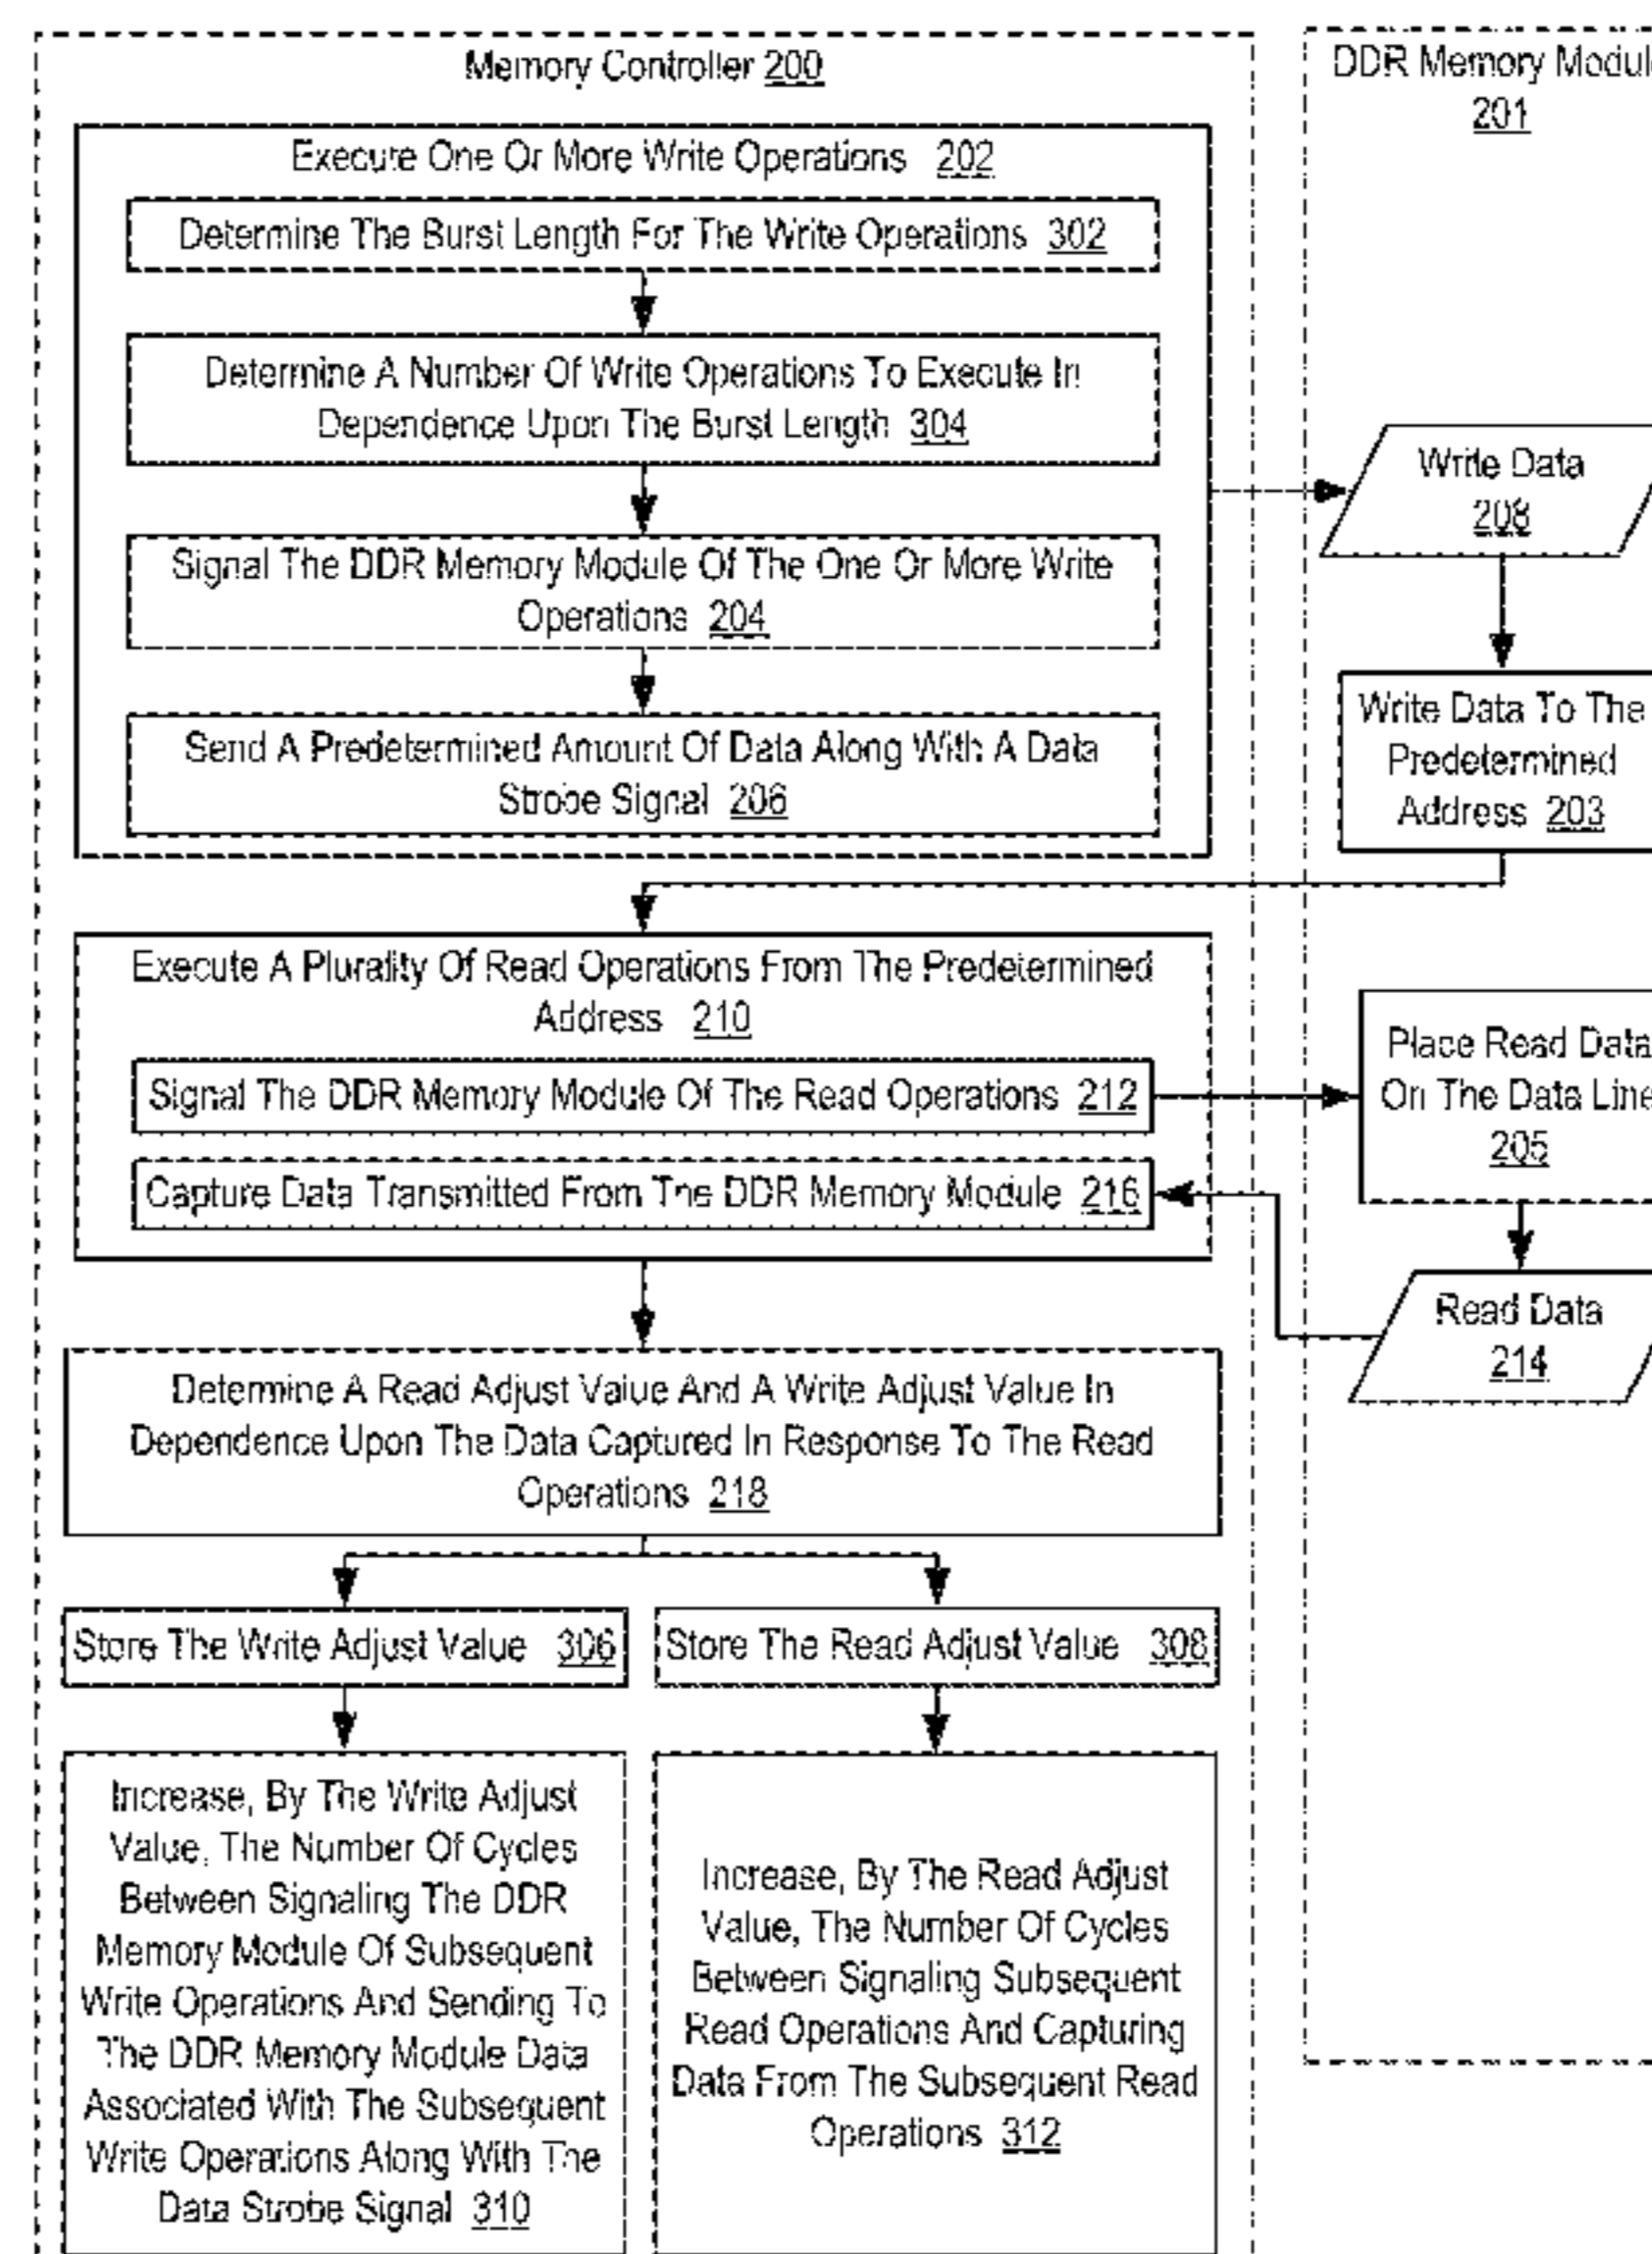 Memory Controller 200
Execute One Or More Write Operations 202
Determine The Burst Length For The Write Operations 302
Determine A Number Of Write Operations To Execute In
Dependence Upon The Burst Length 304
Signal The DDR Memory Module Of The One Or More Write
Operations 204
Send A Predetermined Amount Of Data Along With A Data
Strobe Signal 206
DDR Memory Modul
201
Write Data
208
Write Data To The
Predetermined
Address 203
Execute A Plurality Of Read Operations From The Predetermined
Address 210
Signal The DDR Memory Module Of The Read Operations 212
Capture Data Transmitted From The DDR Memory Module 216
Place Read Data
On The Data Line
205
Read Data
214
Determine A Read Adjust Value And A Write Adjust Value In
Dependence Upon The Data Captured In Response To The Read
Operations 218
Store The Write Adjust Value 306
Store The Read Adjust Value 308
Increase, By The Write Adjust
Value, The Number Of Cycles
Between Signaling The DDR
Memory Module Of Subsequent
Write Operations And Sending To
The DDR Memory Module Data
Associated With The Subsequent
Write Operations Along With The
Data Strobe Signal 310
Increase, By The Read Adjust
Value, The Number Of Cycles
Between Signaling Subsequent
Read Operations And Capturing
Data From The Subsequent Read
Operations 312